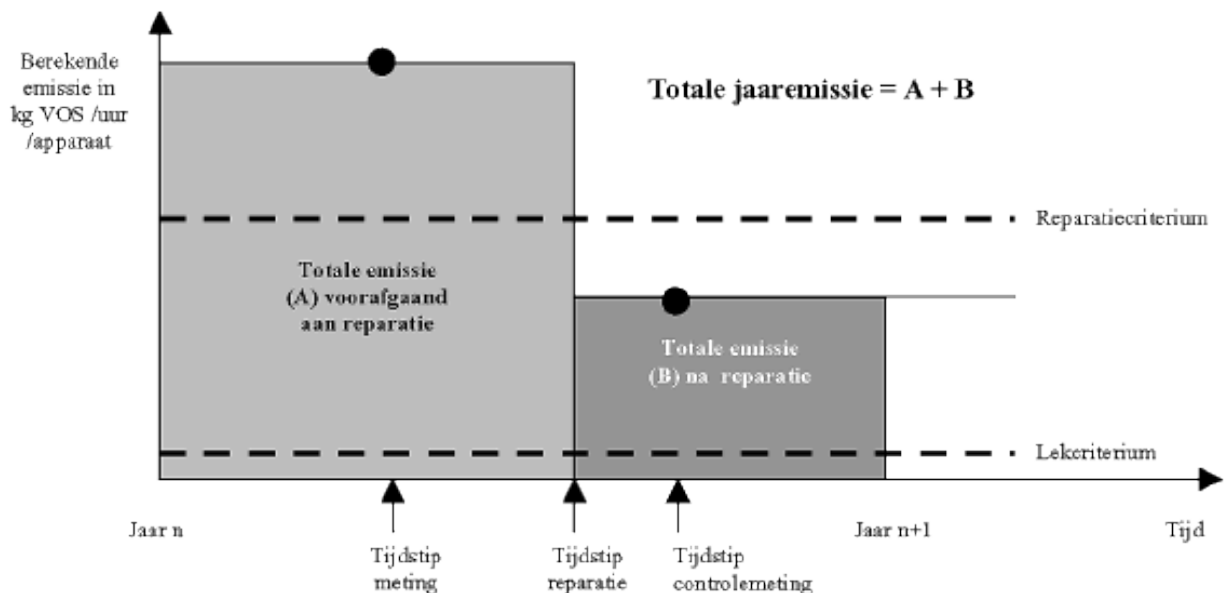 Berekende
emissie in
kg VOS /uur
/apparaat
Totale jaaremissie = A + B
Reparatiecriterium
Totale emissie
(A) voorafgaand
aan reparatie
Totale emissie
(B) na reparatie
Lekcriterium
Jaar n
Jaar n+1
Tijd
Tijdstip
meting
Tijdstip
reparatie
Tijdstip
controlemeting